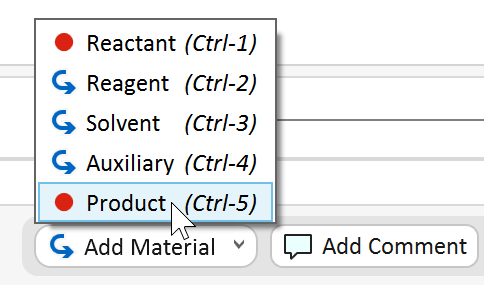 Reactant (Ctrl-1)
Reagent (Ctrl-2)
Solvent (Ctrl-3)
Auxiliary (Ctrl-4)
Product (Ctrl-5)
Add Material Add Comment